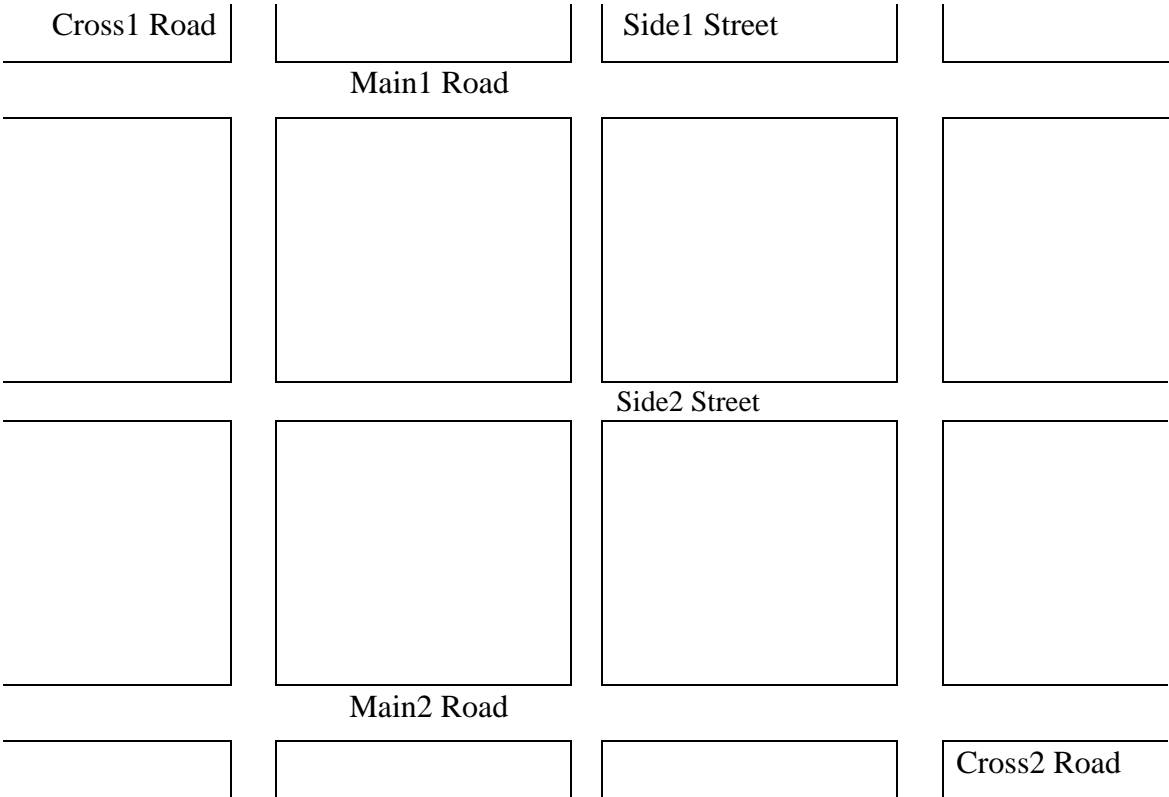 Cross1 Road
Side1 Street
Main1 Road
Side2 Street
Main2 Road
Cross2 Road